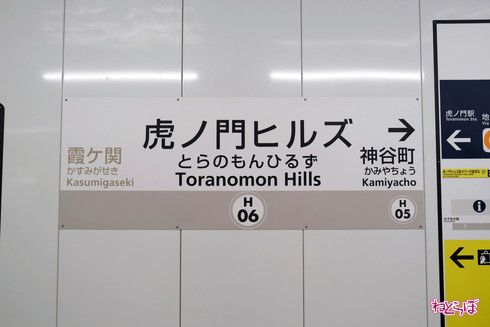 虎ノ門ヒルズ
とらのもんひるず
Toranomon Hills
霞ケ関
かすみがせき
Kasumigaseki
神谷町
かみやちょう
Kamiyacho
H
06
H
05
虎ノ門駅
Toranomon Sta.
地
Via
ねとらぼ